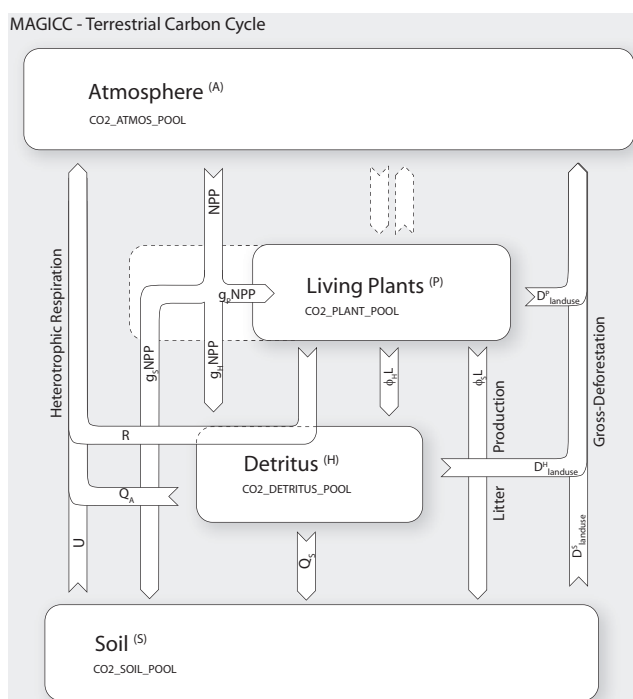 MAGICC - Terrestrial Carbon Cycle
Atmosphere (A)
CO2_ATMOS_POOL
NPP
Living Plants (P)
CO2_PLANT_POOL
gPNPP
DPlanduse
Heterotrophic Respiration
gSNPP
gHNPP
ϕHL
ϕSL
Litter Production
Gross-Deforestation
R
Detritus (H)
CO2_DETRITUS_POOL
DHlanduse
QA
U
QS
DSlanduse
Soil (S)
CO2_SOIL_POOL